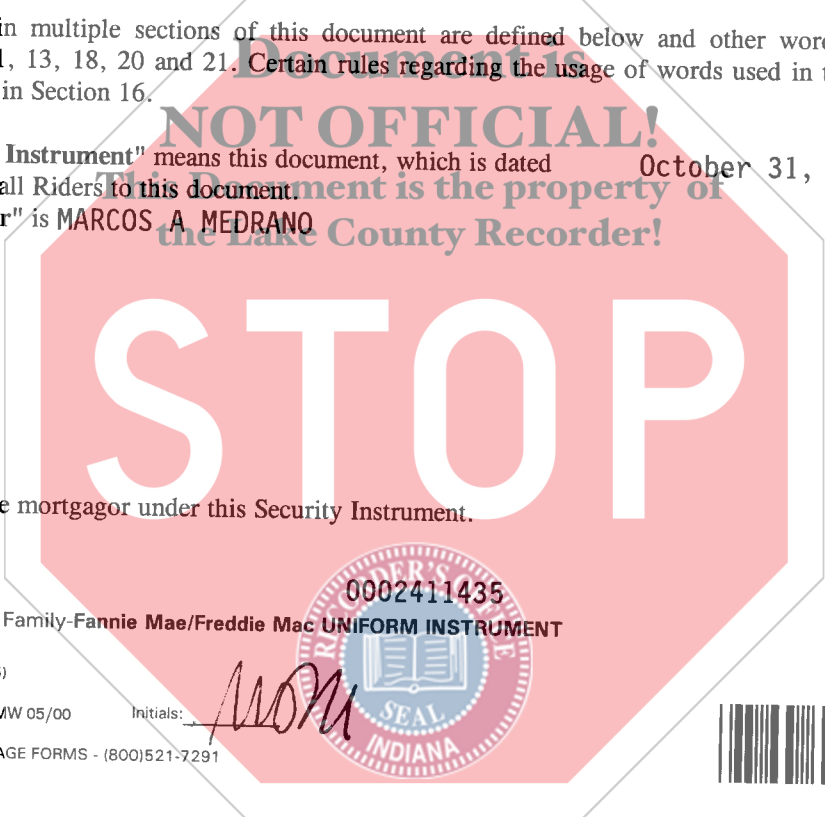 in multiple sections of this document are defined below and other
, 13, 18, 20 and 21. Certain rules regarding the usage of words used in
in Section 16.
Document is
NOT OFFICIAL!
Instrument" means this document, which is dated October 31,
all Riders to this document.
This Document is the property of
r" is MARCOS A MEDRANO
the Lake County Recorder!
STOP
e mortgagor under this Security Instrument.
0002411435
Family-Fannie Mae/Freddie Mac UNIFORM INSTRUMENT
MW 05/00 Initials:
AGE FORMS - (800)521-7291
RECORDER'S OFFICE
SEAL
INDIANA